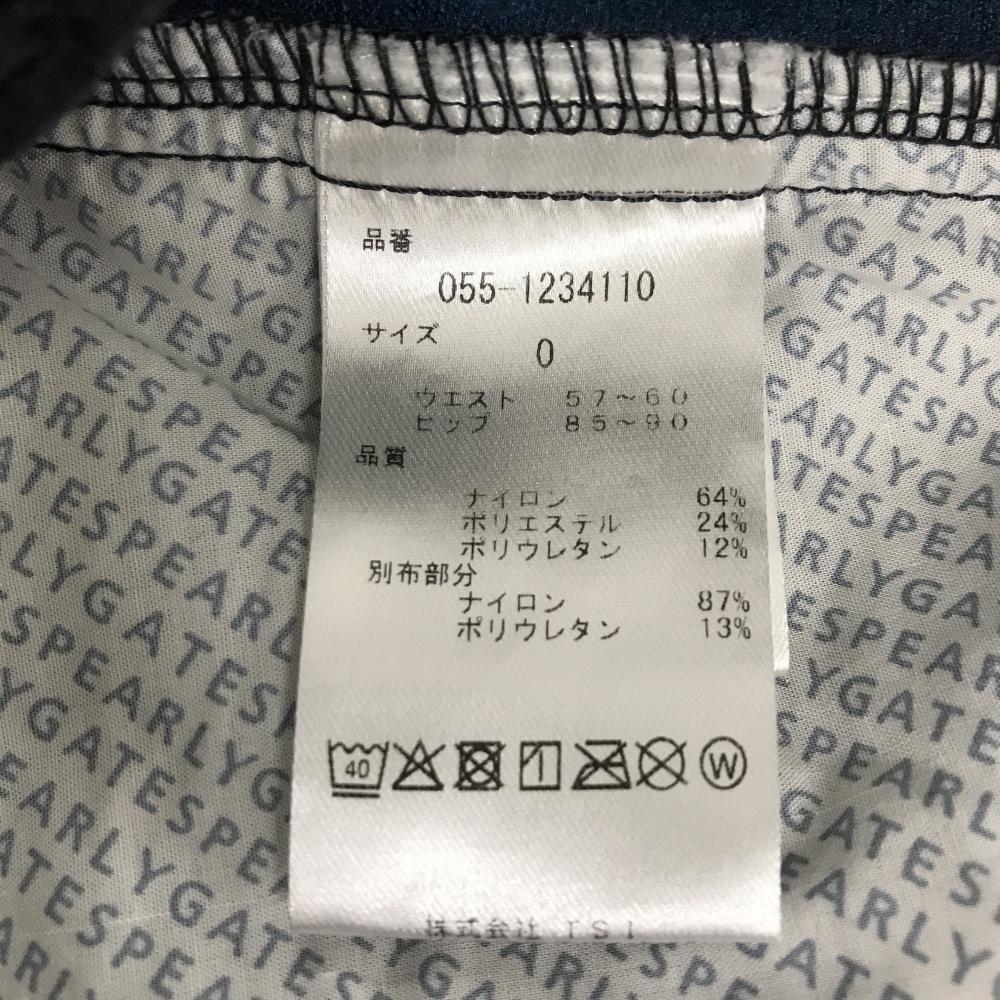 品番
055-1234110
サイズ
0
ウエスト 57~60
ヒップ 85~90
品質
ナイロン 64%
ポリエステル 24%
ポリウレタン 12%
別布部分
ナイロン 87%
ポリウレタン 13%
40
W
株式会社 TSI
PEARLYGATES